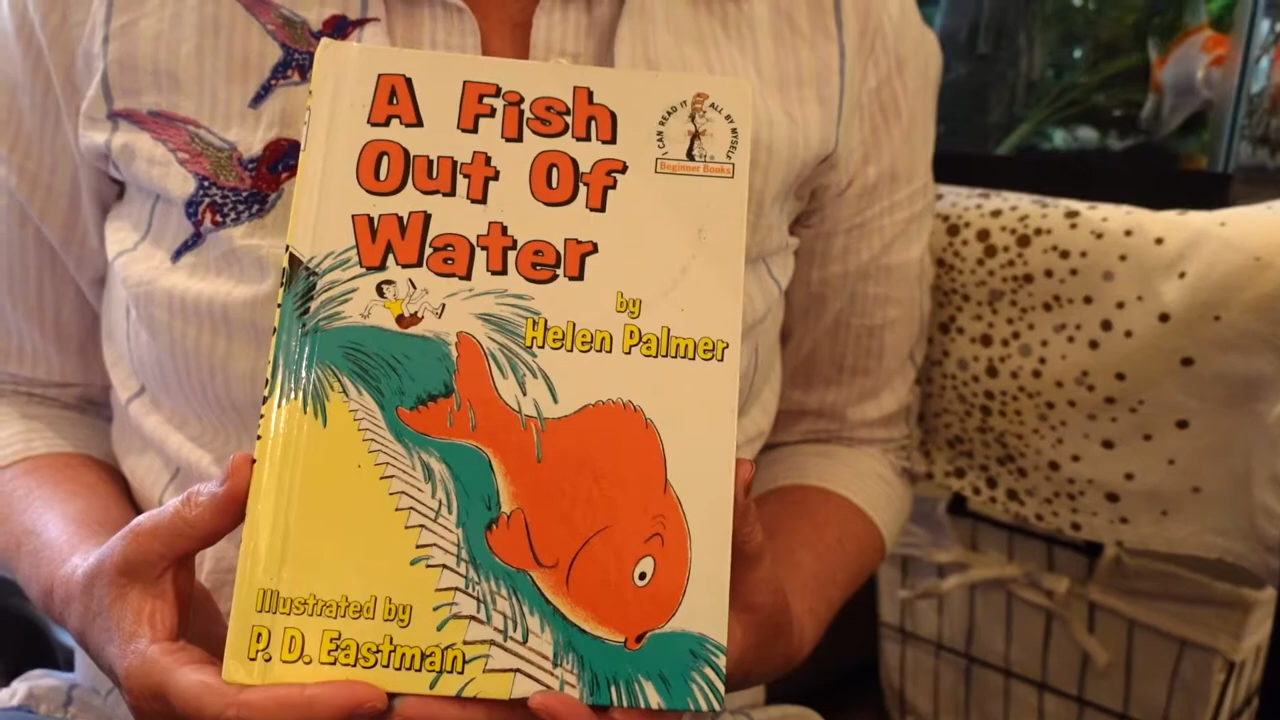 A Fish
Out Of
Water
I CAN READ IT ALL BY MYSELF
Beginner Books
by
Helen Palmer
Illustrated by
P. D. Eastman